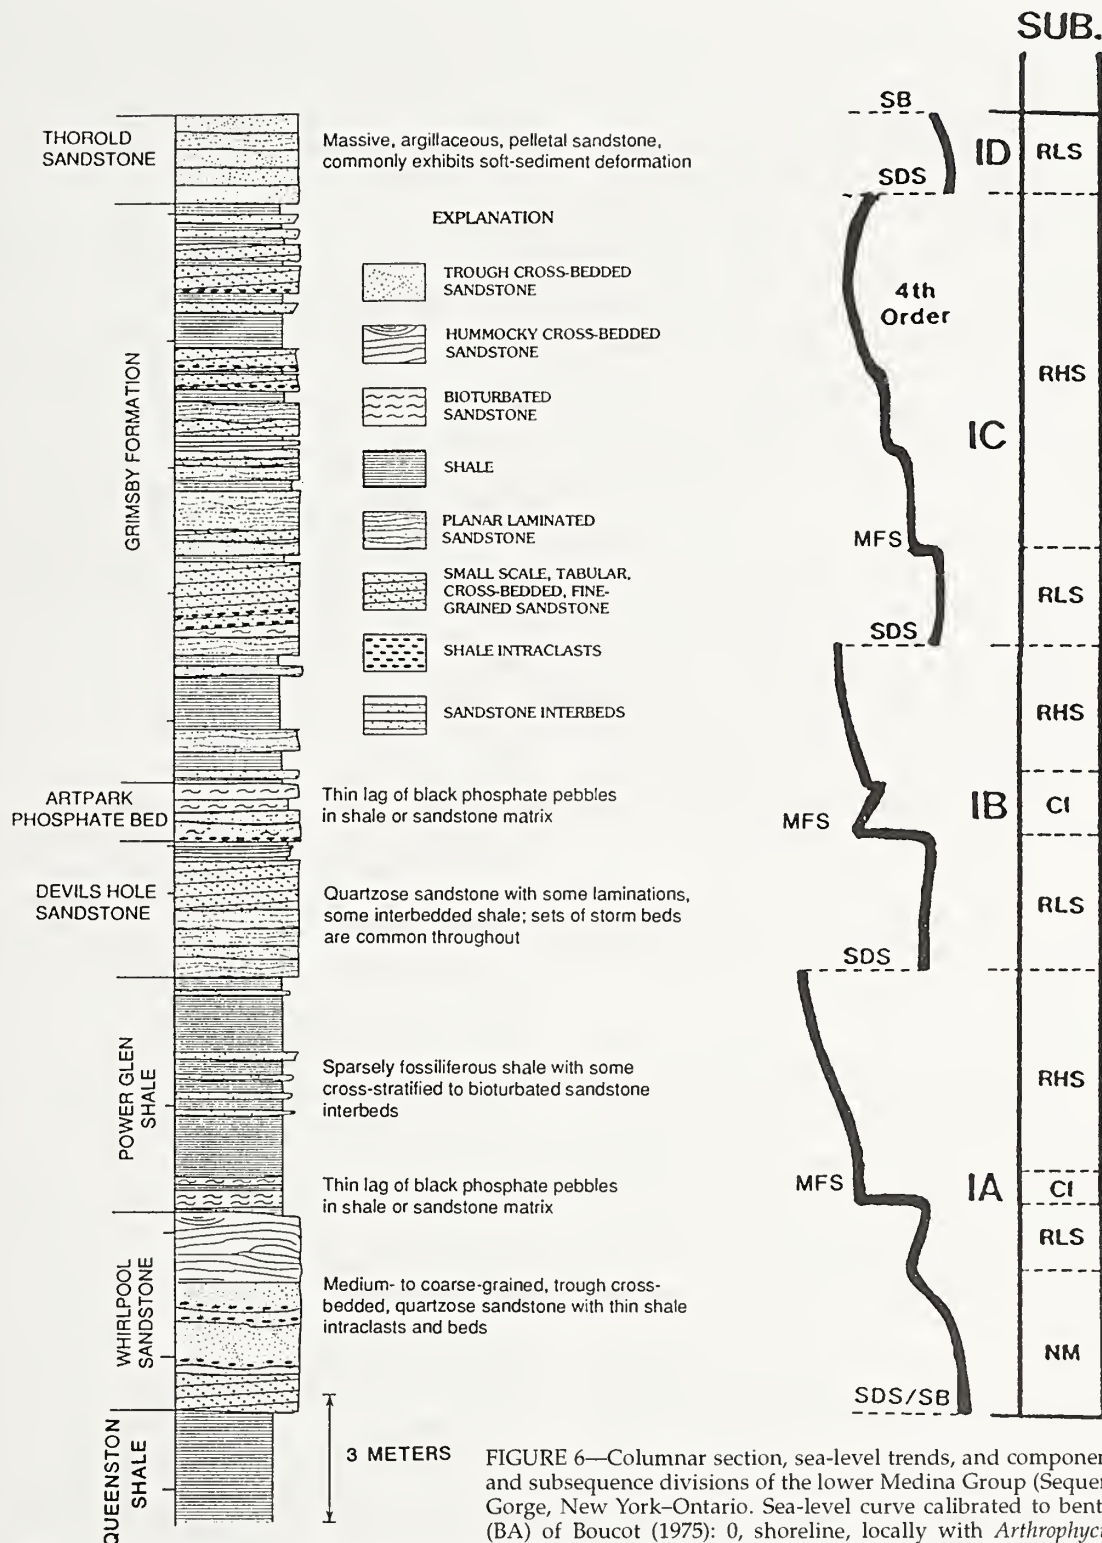 SUB.
THOROLD
SANDSTONE
Massive, argillaceous, pelletal sandstone,
commonly exhibits soft-sediment deformation
EXPLANATION
TROUGH CROSS-BEDDED
SANDSTONE
HUMMOCKY CROSS-BEDDED
SANDSTONE
BIOTURBATED
SANDSTONE
SHALE
PLANAR LAMINATED
SANDSTONE
SMALL SCALE, TABULAR,
CROSS-BEDDED, FINE-
GRAINED SANDSTONE
SHALE INTRACLASTS
SANDSTONE INTERBEDS
GRIMSBY FORMATION
ARTPARK
PHOSPHATE BED
Thin lag of black phosphate pebbles
in shale or sandstone matrix
DEVILS HOLE
SANDSTONE
Quartzose sandstone with some laminations,
some interbedded shale; sets of storm beds
are common throughout
POWER GLEN
SHALE
Sparsely fossiliferous shale with some
cross-stratified to bioturbated sandstone
interbeds
Thin lag of black phosphate pebbles
in shale or sandstone matrix
WHIRLPOOL
SANDSTONE
Medium- to coarse-grained, trough cross-
bedded, quartzose sandstone with thin shale
intraclasts and beds
QUEENSTON
SHALE
3 METERS
SB
ID
RLS
SDS
4th
Order
RHS
IC
MFS
RLS
SDS
RHS
IB
CI
MFS
RLS
SDS
RHS
MFS
IA
CI
RLS
NM
SDS/SB
FIGURE 6—Columnar section, sea-level trends, and componen
and subsequence divisions of the lower Medina Group (Sequen
Gorge, New York–Ontario. Sea-level curve calibrated to bent
(BA) of Boucot (1975): 0, shoreline, locally with Arthrophyc